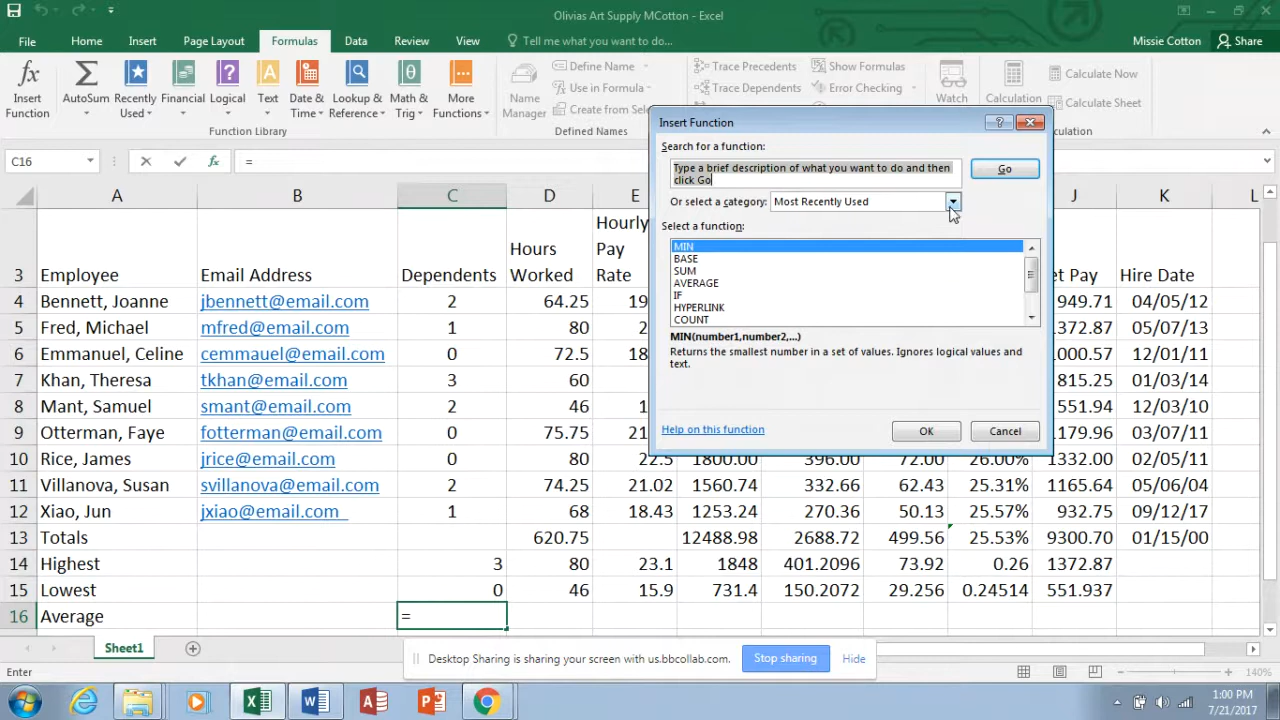 Olivias Art Supply MCotton - Excel
File Home Insert Page Layout Formulas Data Review View Tell me what you want to do... Missie Cotton Share
Insert Function
AutoSum
Recently Used
Financial
Logical
Text
Date & Time
Lookup & Reference
Math & Trig
More Functions
Function Library
Name Manager
Define Name
Use in Formula
Create from Sel
Defined Names
Trace Precedents
Trace Dependents
Show Formulas
Error Checking
Watch
Calculation
Calculate Now
Calculate Sheet
C16 fx =
A B C D E J K L
3 Employee Email Address Dependents Hours Worked Hourly Pay Rate t Pay Hire Date
4 Bennett, Joanne jbennett@email.com 2 64.25 19 949.71 04/05/12
5 Fred, Michael mfred@email.com 1 80 2 1372.87 07/05/13
6 Emmanuel, Celine cemmauel@email.com 0 72.5 18 1000.57 12/01/11
7 Khan, Theresa tkhan@email.com 3 60 815.25 01/03/14
8 Mant, Samuel smant@email.com 2 46 1 551.94 12/03/10
9 Otterman, Faye fotterman@email.com 0 75.75 21 1179.96 03/07/11
10 Rice, James jrice@email.com 0 80 22.5 1800.00 396.00 72.00 26.00% 1332.00 02/05/11
11 Villanova, Susan svillanova@email.com 2 74.25 21.02 1560.74 332.66 62.43 25.31% 1165.64 05/06/04
12 Xiao, Jun jxiao@email.com 1 68 18.43 1253.24 270.36 50.13 25.57% 932.75 09/12/17
13 Totals 620.75 12488.98 2688.72 499.56 25.53% 9300.70 01/15/00
14 Highest 3 80 23.1 1848 401.2096 73.92 0.26 1372.87
15 Lowest 0 46 15.9 731.4 150.2072 29.256 0.24514 551.937
16 Average =
Insert Function
Search for a function:
Type a brief description of what you want to do and then
click Go
Go
Or select a category: Most Recently Used
Select a function:
MIN
BASE
SUM
AVERAGE
IF
HYPERLINK
COUNT
MIN(number1,number2,...)
Returns the smallest number in a set of values. Ignores logical values and
text.
Help on this function
OK Cancel
Sheet1
Desktop Sharing is sharing your screen with us.bbcollab.com. Stop sharing Hide
Enter 140%
1:00 PM
7/21/2017